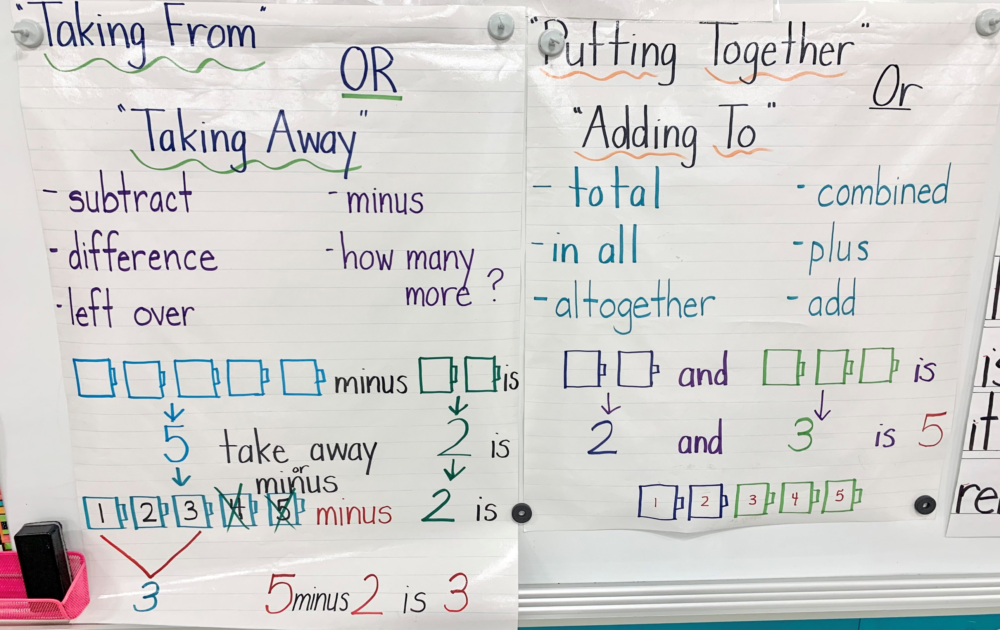 "Taking From"
OR
"Taking Away"
- subtract
- minus
- difference
- how many
more ?
- left over
minus is
5 take away 2 is
or
minus
1 2 3 4 5 minus 2 is
3 5 minus 2 is 3
"Putting Together"
Or
"Adding To"
- total
- combined
- in all
- plus
- altogether
- add
and is
2 and 3 is 5
1 2 3 4 5
is
it